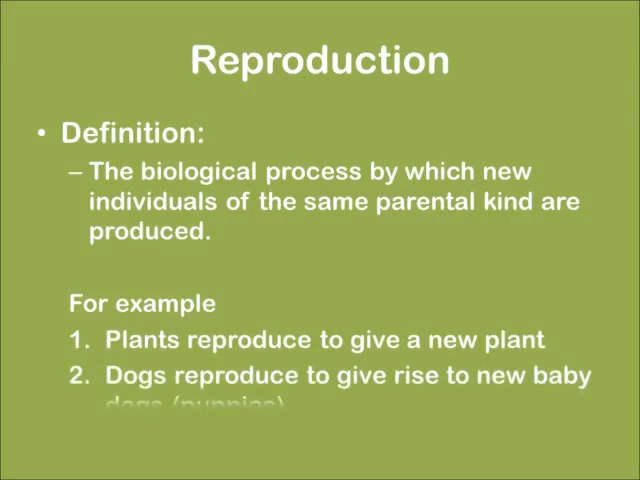 Reproduction
• Definition:
– The biological process by which new
individuals of the same parental kind are
produced.
For example
1. Plants reproduce to give a new plant
2. Dogs reproduce to give rise to new baby
dogs (puppies)